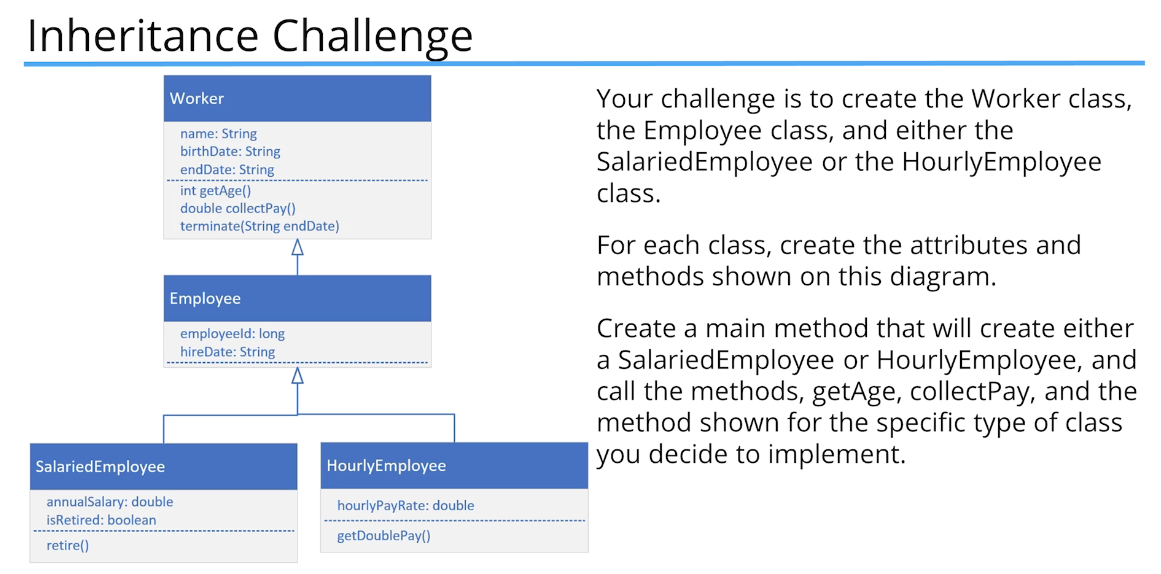 Inheritance Challenge
Worker
name: String
birthDate: String
endDate: String
int getAge()
double collectPay()
terminate(String endDate)
Employee
employeeId: long
hireDate: String
SalariedEmployee
annualSalary: double
isRetired: boolean
retire()
HourlyEmployee
hourlyPayRate: double
getDoublePay()
Your challenge is to create the Worker class,
the Employee class, and either the
SalariedEmployee or the HourlyEmployee
class.
For each class, create the attributes and
methods shown on this diagram.
Create a main method that will create either
a SalariedEmployee or HourlyEmployee, and
call the methods, getAge, collectPay, and the
method shown for the specific type of class
you decide to implement.